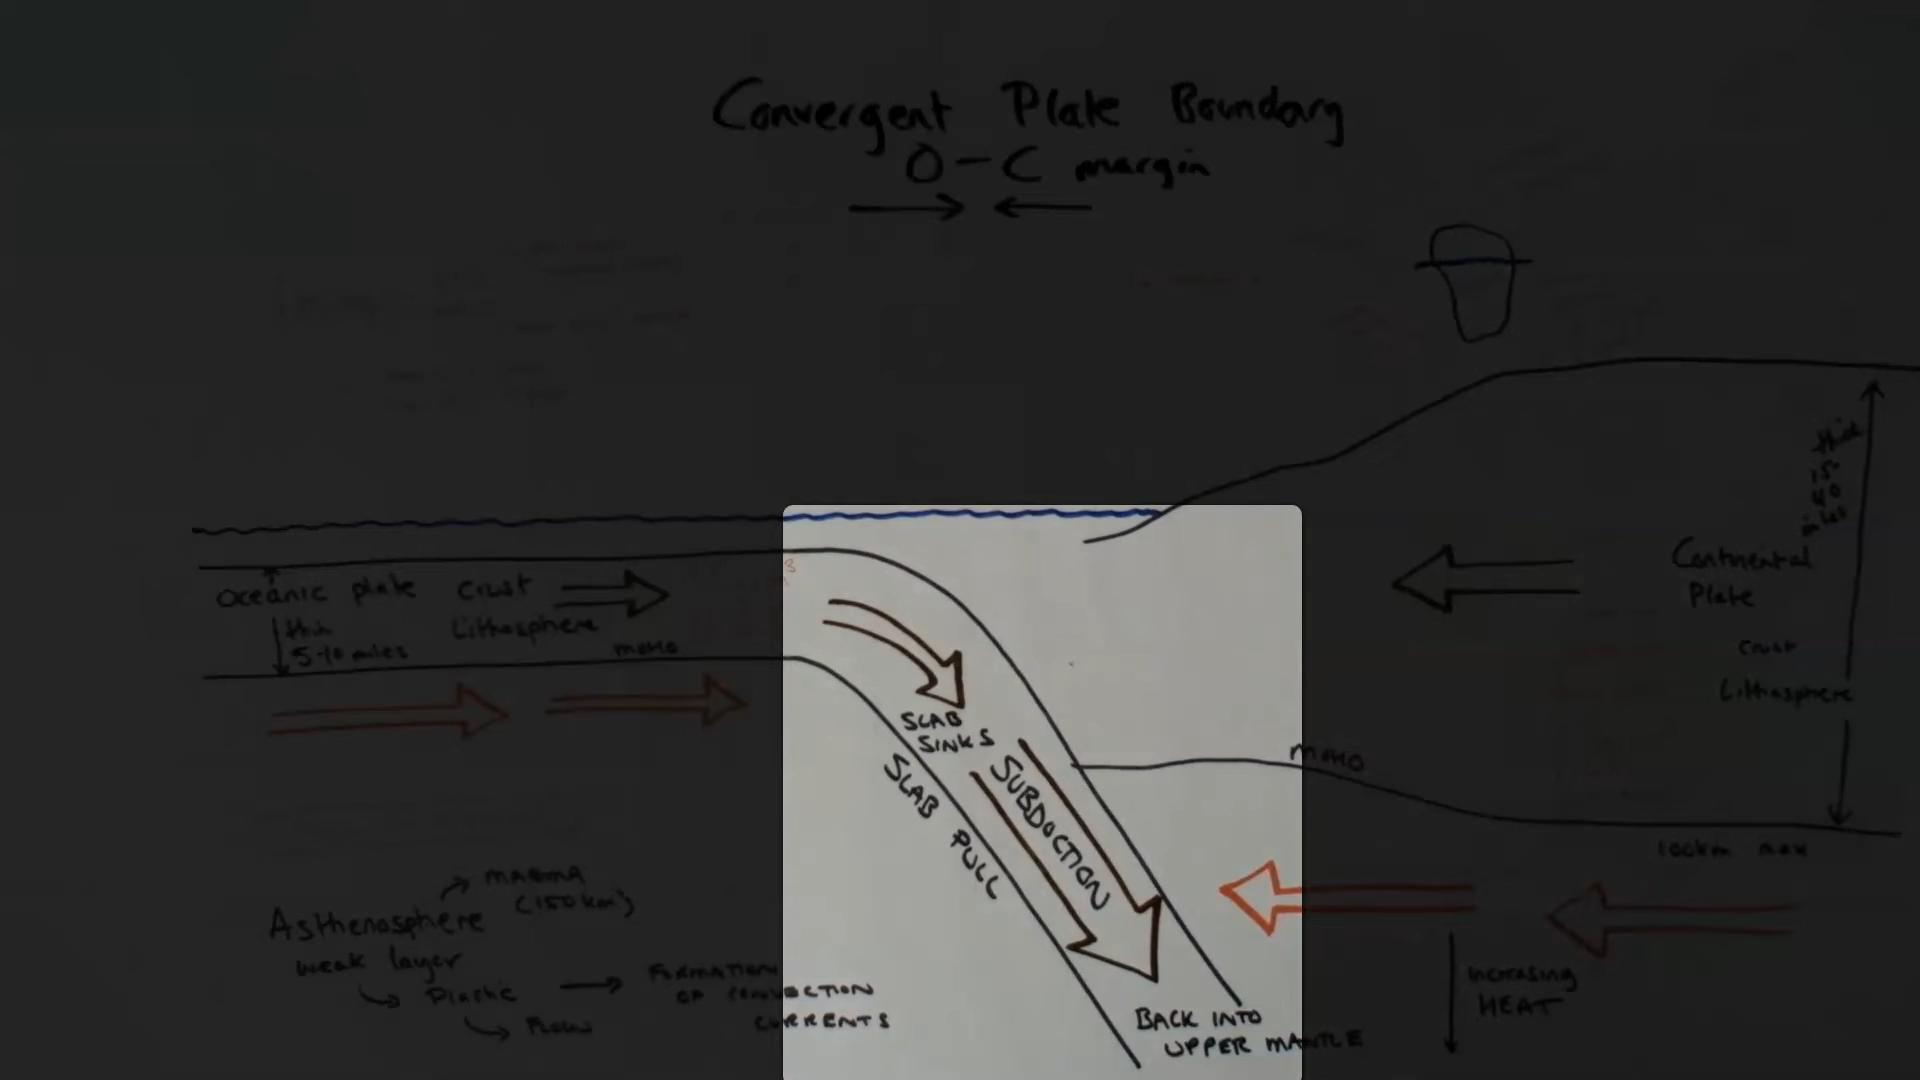 Convergent Plate Boundary
O - C margin
Oceanic plate Crust
Lithosphere
thin
5-10 miles
MOHO
SLAB
SINKS
SLAB PULL
SUBDUCTION
BACK INTO
UPPER MANTLE
MOHO
thick
15-
40
miles
Continental
Plate
Crust
Lithosphere
100km max
Increasing
HEAT
Asthenosphere
weak layer
Plastic
Flow
MAGMA
(150km)
FORMATION
OF CONVECTION
CURRENTS